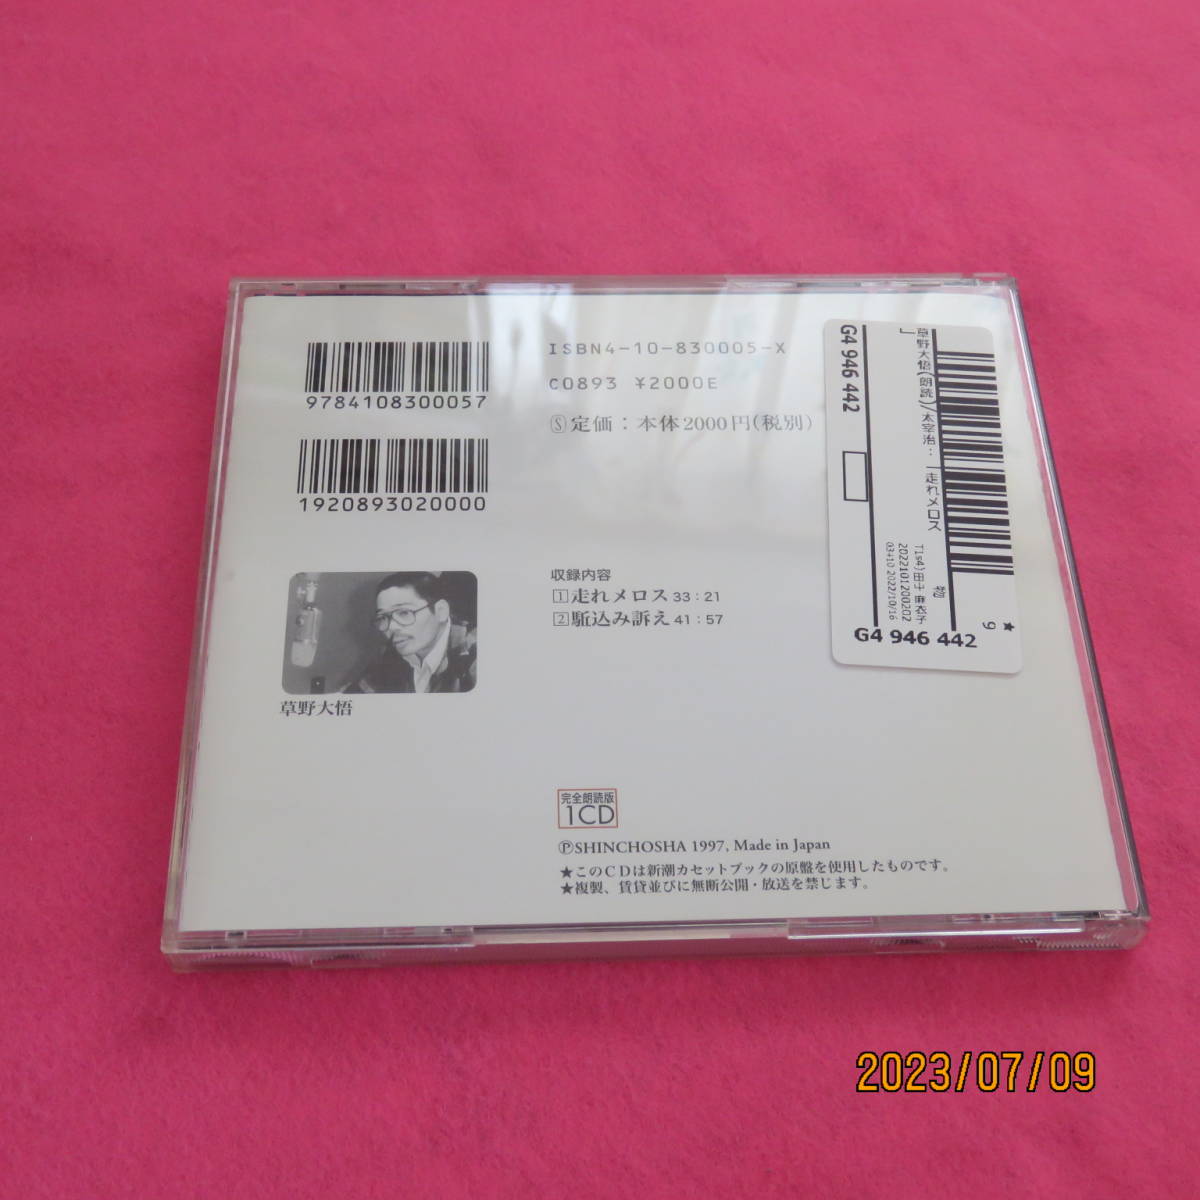 9784108300057
1920893020000
ISBN4-10-830005-X
C0893 ¥2000E
Ⓢ定価：本体2000円(税別)
収録内容
1 走れメロス 33：21
2 駈込み訴え 41：57
草野大悟
完全朗読版
1CD
ⓅSHINCHOSHA 1997, Made in Japan
★このCDは新潮カセットブックの原盤を使用したものです。
★複製、賃貸並びに無断公開・放送を禁じます。
G4 946 442
草野大悟(朗読)/太宰治：「走れメロス
」
2022101200202
03410 2022/10/16
G4 946 442
9 ★
2023/07/09